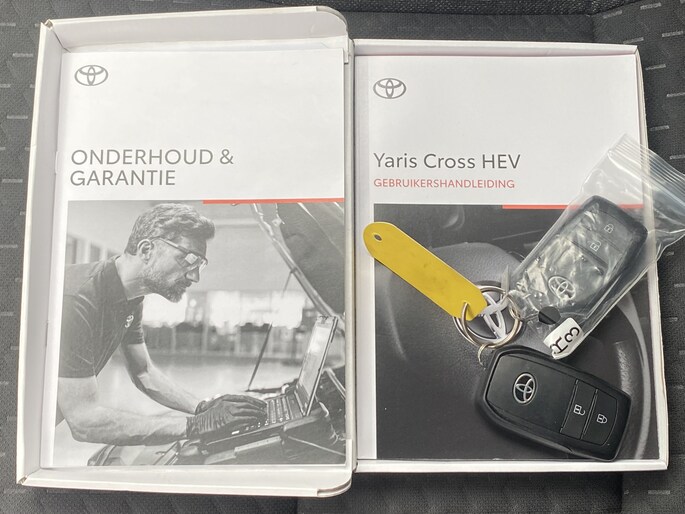 ONDERHOUD &
GARANTIE
Yaris Cross HEV
GEBRUIKERSHANDLEIDING